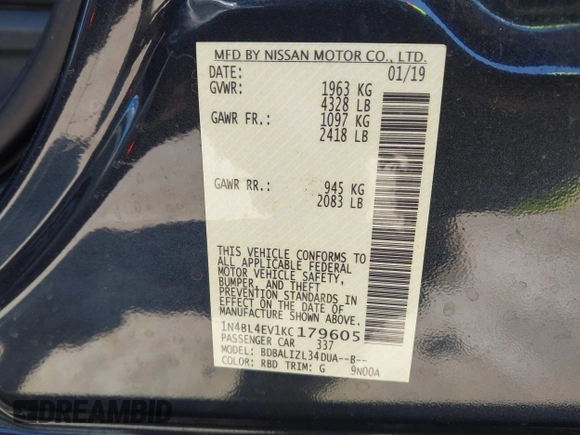 MFD BY NISSAN MOTOR CO., LTD.
DATE: 01/19
GVWR: 1963 KG
4328 LB
GAWR FR.: 1097 KG
2418 LB
GAWR RR.: 945 KG
2083 LB
THIS VEHICLE CONFORMS TO
ALL APPLICABLE FEDERAL
MOTOR VEHICLE SAFETY,
BUMPER, AND THEFT
PREVENTION STANDARDS
IN EFFECT ON THE DATE OF
MANUFACTURE SHOWN ABOVE.
1N4BL4EV1KC179605
PASSENGER CAR 337
MODEL: BDBALIZL34DUA--B--
COLOR: RBD TRIM: G 9N00A
DREAMBID